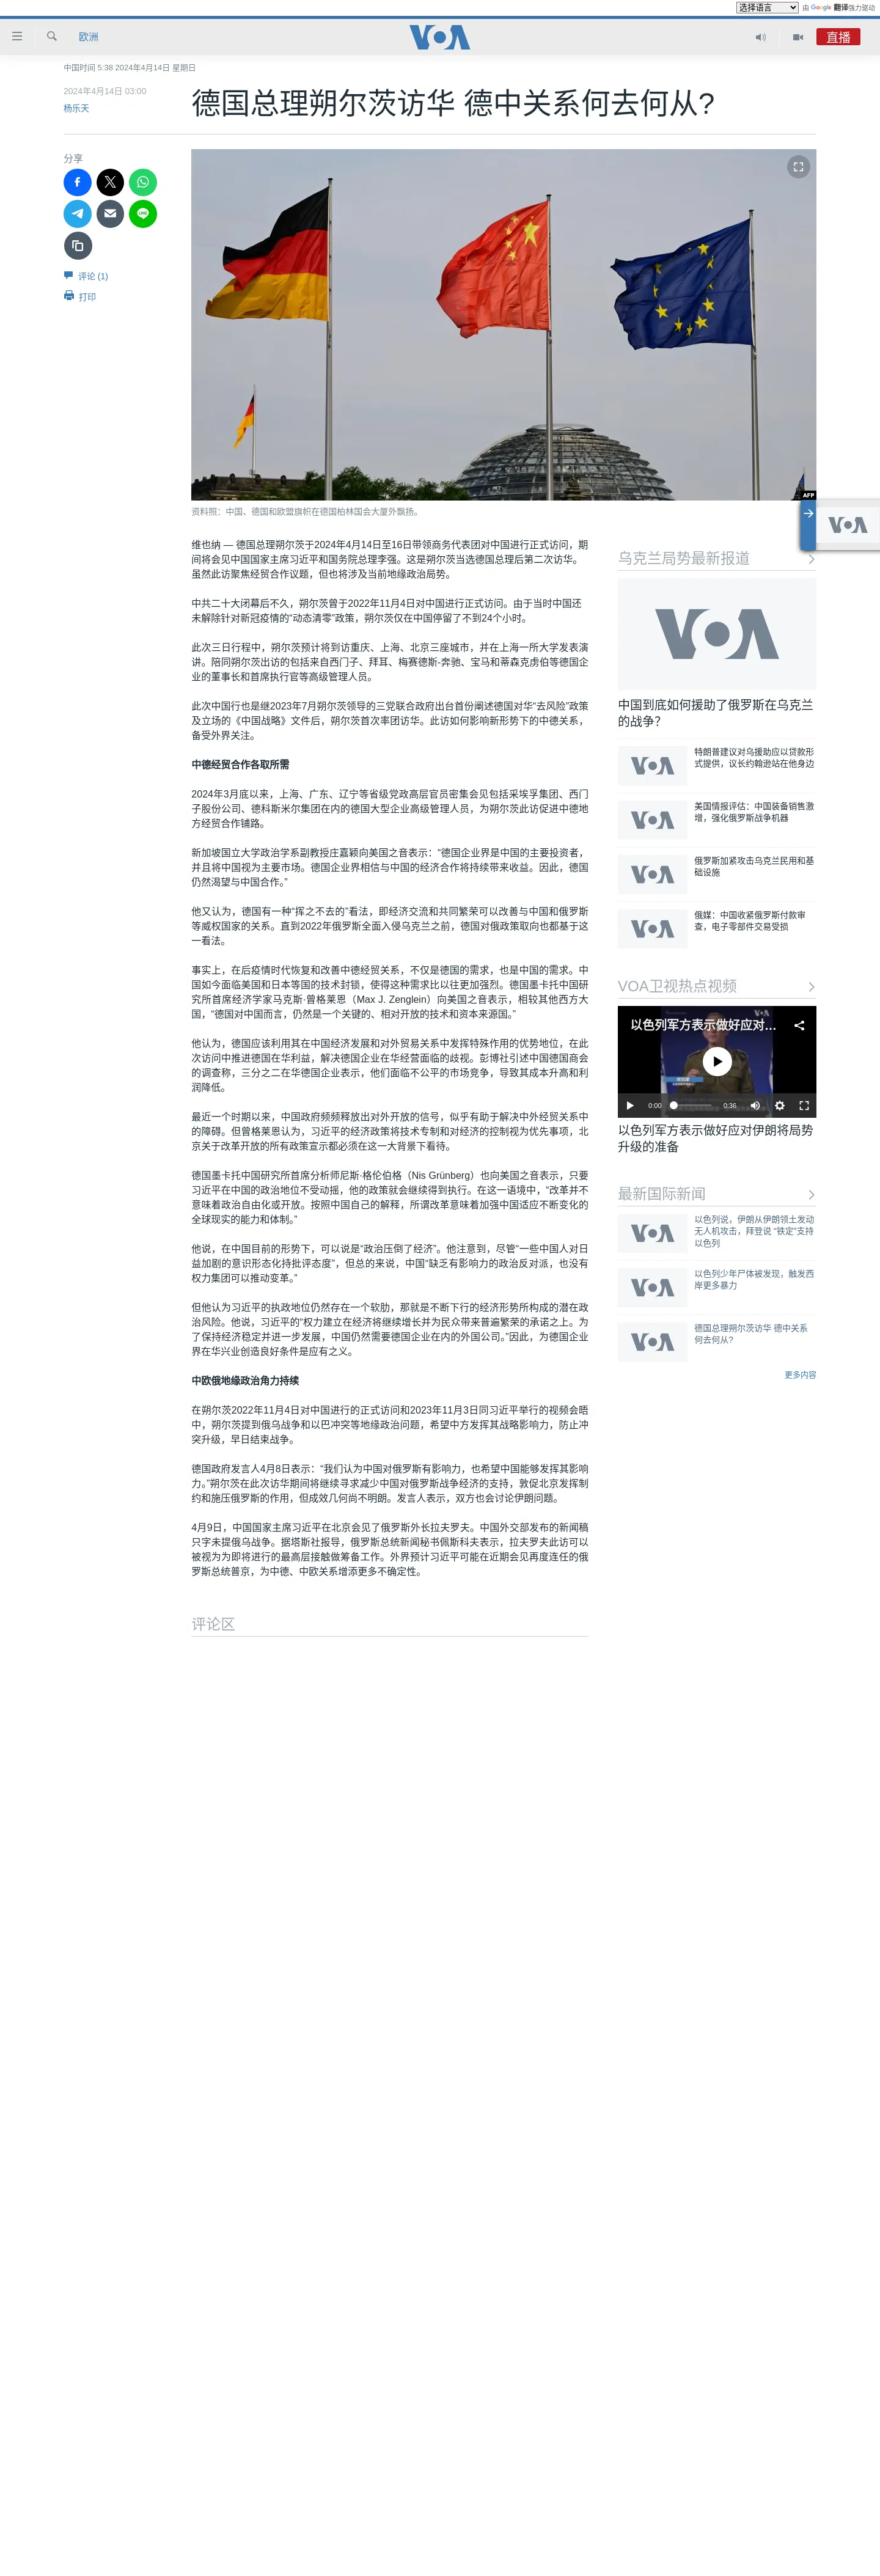 选择语言 由 Google 翻译强力驱动
欧洲
VOA
直播
中国时间 5:38 2024年4月14日 星期日
2024年4月14日 03:00
杨乐天
德国总理朔尔茨访华 德中关系何去何从?
分享
评论 (1)
打印
AFP
资料照：中国、德国和欧盟旗帜在德国柏林国会大厦外飘扬。
维也纳 — 德国总理朔尔茨于2024年4月14日至16日带领商务代表团对中国进行正式访问，期
间将会见中国国家主席习近平和国务院总理李强。这是朔尔茨当选德国总理后第二次访华。
虽然此访聚焦经贸合作议题，但也将涉及当前地缘政治局势。
中共二十大闭幕后不久，朔尔茨曾于2022年11月4日对中国进行正式访问。由于当时中国还
未解除针对新冠疫情的“动态清零”政策，朔尔茨仅在中国停留了不到24个小时。
此次三日行程中，朔尔茨预计将到访重庆、上海、北京三座城市，并在上海一所大学发表演
讲。陪同朔尔茨出访的包括来自西门子、拜耳、梅赛德斯-奔驰、宝马和蒂森克虏伯等德国企
业的董事长和首席执行官等高级管理人员。
此次中国行也是继2023年7月朔尔茨领导的三党联合政府出台首份阐述德国对华“去风险”政策
及立场的《中国战略》文件后，朔尔茨首次率团访华。此访如何影响新形势下的中德关系，
备受外界关注。
中德经贸合作各取所需
2024年3月底以来，上海、广东、辽宁等省级党政高层官员密集会见包括采埃孚集团、西门
子股份公司、德科斯米尔集团在内的德国大型企业高级管理人员，为朔尔茨此访促进中德地
方经贸合作铺路。
新加坡国立大学政治学系副教授庄嘉颖向美国之音表示：“德国企业界是中国的主要投资者，
并且将中国视为主要市场。德国企业界相信与中国的经济合作将持续带来收益。因此，德国
仍然渴望与中国合作。”
他又认为，德国有一种“挥之不去的”看法，即经济交流和共同繁荣可以改善与中国和俄罗斯
等威权国家的关系。直到2022年俄罗斯全面入侵乌克兰之前，德国对俄政策取向也都基于这
一看法。
事实上，在后疫情时代恢复和改善中德经贸关系，不仅是德国的需求，也是中国的需求。中
国如今面临美国和日本等国的技术封锁，使得这种需求比以往更加强烈。德国墨卡托中国研
究所首席经济学家马克斯·曾格莱恩（Max J. Zenglein）向美国之音表示，相较其他西方大
国，“德国对中国而言，仍然是一个关键的、相对开放的技术和资本来源国。”
他认为，德国应该利用其在中国经济发展和对外贸易关系中发挥特殊作用的优势地位，在此
次访问中推进德国在华利益，解决德国企业在华经营面临的歧视。彭博社引述中国德国商会
的调查称，三分之二在华德国企业表示，他们面临不公平的市场竞争，导致其成本升高和利
润降低。
最近一个时期以来，中国政府频频释放出对外开放的信号，似乎有助于解决中外经贸关系中
的障碍。但曾格莱恩认为，习近平的经济政策将技术专制和对经济的控制视为优先事项，北
京关于改革开放的所有政策宣示都必须在这一大背景下看待。
德国墨卡托中国研究所首席分析师尼斯·格伦伯格（Nis Grünberg）也向美国之音表示，只要
习近平在中国的政治地位不受动摇，他的政策就会继续得到执行。在这一语境中，“改革并不
意味着政治自由化或开放。按照中国自己的解释，所谓改革意味着加强中国适应不断变化的
全球现实的能力和体制。”
他说，在中国目前的形势下，可以说是“政治压倒了经济”。他注意到，尽管“一些中国人对日
益加剧的意识形态化持批评态度”，但总的来说，中国“缺乏有影响力的政治反对派，也没有
权力集团可以推动变革。”
但他认为习近平的执政地位仍然存在一个软肋，那就是不断下行的经济形势所构成的潜在政
治风险。他说，习近平的“权力建立在经济将继续增长并为民众带来普遍繁荣的承诺之上。为
了保持经济稳定并进一步发展，中国仍然需要德国企业在内的外国公司。”因此，为德国企业
界在华兴业创造良好条件是应有之义。
中欧俄地缘政治角力持续
在朔尔茨2022年11月4日对中国进行的正式访问和2023年11月3日同习近平举行的视频会晤
中，朔尔茨提到俄乌战争和以巴冲突等地缘政治问题，希望中方发挥其战略影响力，防止冲
突升级，早日结束战争。
德国政府发言人4月8日表示：“我们认为中国对俄罗斯有影响力，也希望中国能够发挥其影响
力。”朔尔茨在此次访华期间将继续寻求减少中国对俄罗斯战争经济的支持，敦促北京发挥制
约和施压俄罗斯的作用，但成效几何尚不明朗。发言人表示，双方也会讨论伊朗问题。
4月9日，中国国家主席习近平在北京会见了俄罗斯外长拉夫罗夫。中国外交部发布的新闻稿
只字未提俄乌战争。据塔斯社报导，俄罗斯总统新闻秘书佩斯科夫表示，拉夫罗夫此访可以
被视为为即将进行的最高层接触做筹备工作。外界预计习近平可能在近期会见再度连任的俄
罗斯总统普京，为中德、中欧关系增添更多不确定性。
评论区
VOA
乌克兰局势最新报道
VOA
中国到底如何援助了俄罗斯在乌克兰
的战争？
VOA
特朗普建议对乌援助应以贷款形
式提供，议长约翰逊站在他身边
VOA
美国情报评估：中国装备销售激
增，强化俄罗斯战争机器
VOA
俄罗斯加紧攻击乌克兰民用和基
础设施
VOA
俄媒：中国收紧俄罗斯付款审
查，电子零部件交易受损
VOA卫视热点视频
以色列军方表示做好应对...
VOA
0:00 0:36
以色列军方表示做好应对伊朗将局势
升级的准备
最新国际新闻
VOA
以色列说，伊朗从伊朗领土发动
无人机攻击，拜登说 “铁定”支持
以色列
VOA
以色列少年尸体被发现，触发西
岸更多暴力
VOA
德国总理朔尔茨访华 德中关系
何去何从?
更多内容